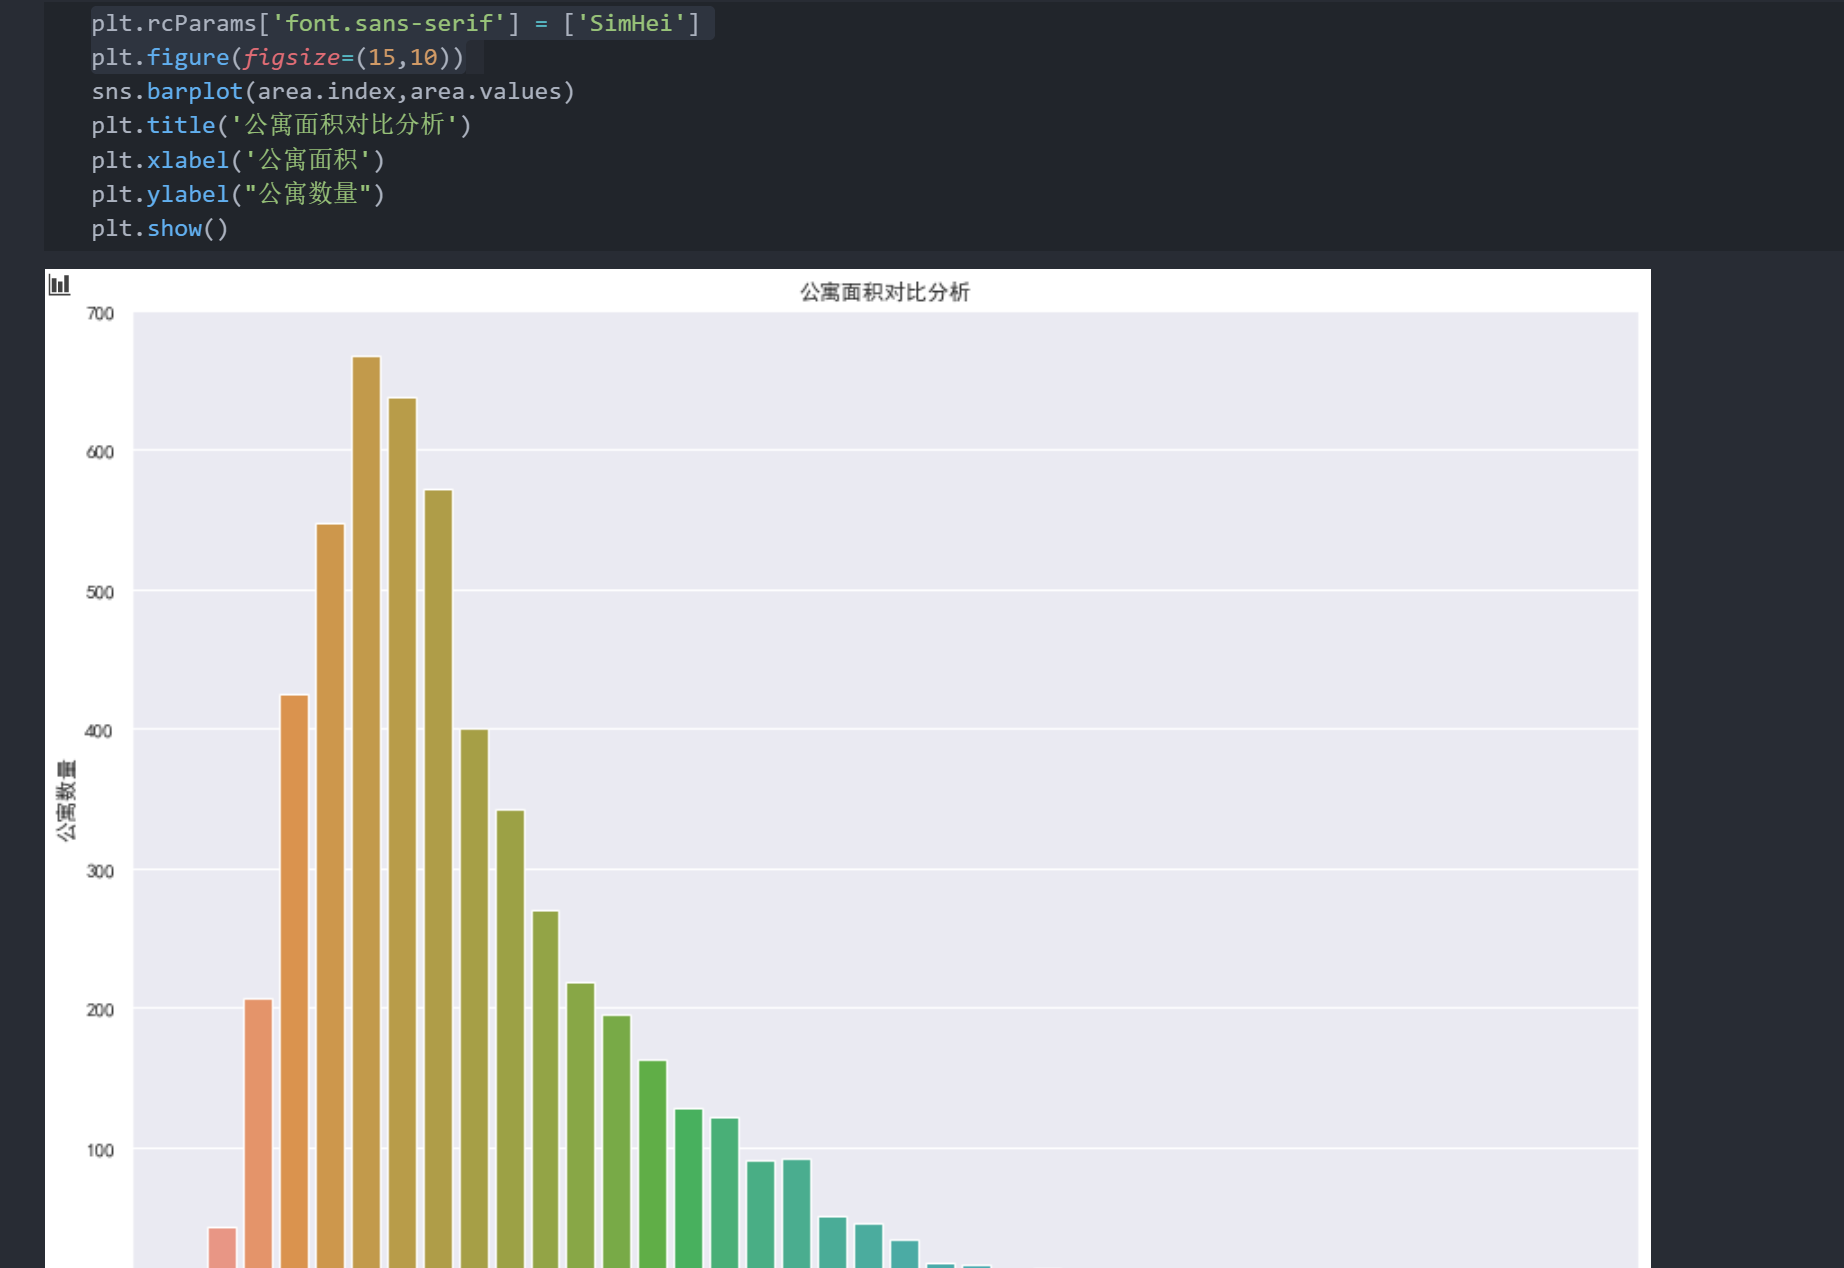 plt.rcParams['font.sans-serif'] = ['SimHei']
plt.figure(figsize=(15,10))
sns.barplot(area.index,area.values)
plt.title('公寓面积对比分析')
plt.xlabel('公寓面积')
plt.ylabel("公寓数量")
plt.show()
公寓面积对比分析
700
600
500
400
300
200
100
公寓数量